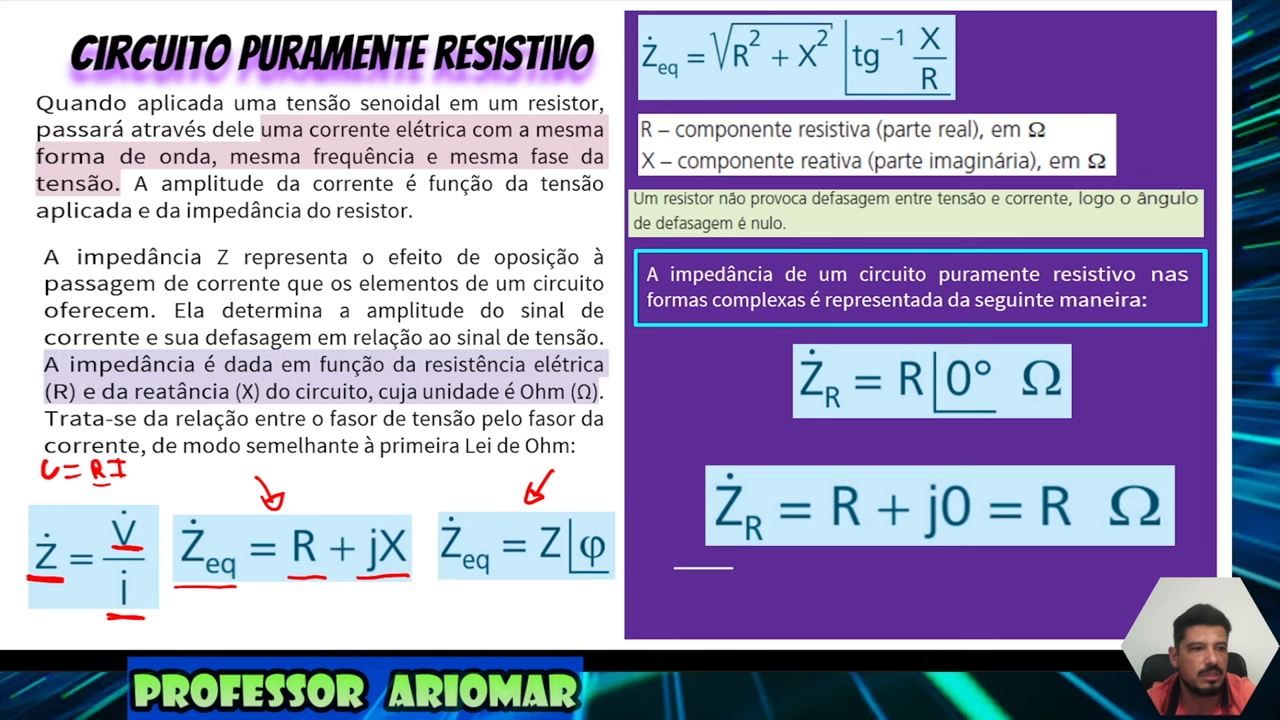 CIRCUITO PURAMENTE RESISTIVO
Quando aplicada uma tensão senoidal em um resistor,
passará através dele uma corrente elétrica com a mesma
forma de onda, mesma frequência e mesma fase da
tensão. A amplitude da corrente é função da tensão
aplicada e da impedância do resistor.
A impedância Z representa o efeito de oposição à
passagem de corrente que os elementos de um circuito
oferecem. Ela determina a amplitude do sinal de
corrente e sua defasagem em relação ao sinal de tensão.
A impedância é dada em função da resistência elétrica
(R) e da reatância (X) do circuito, cuja unidade é Ohm (Ω).
Trata-se da relação entre o fasor de tensão pelo fasor da
corrente, de modo semelhante à primeira Lei de Ohm:
U = RI
Ż = V̇ / i
Żeq = R + jX
Żeq = Z|φ
Żeq = √R² + X² |tg⁻¹ X/R
R – componente resistiva (parte real), em Ω
X – componente reativa (parte imaginária), em Ω
Um resistor não provoca defasagem entre tensão e corrente, logo o ângulo
de defasagem é nulo.
A impedância de um circuito puramente resistivo nas
formas complexas é representada da seguinte maneira:
ŻR = R|0° Ω
ŻR = R + j0 = R Ω
PROFESSOR ARIOMAR